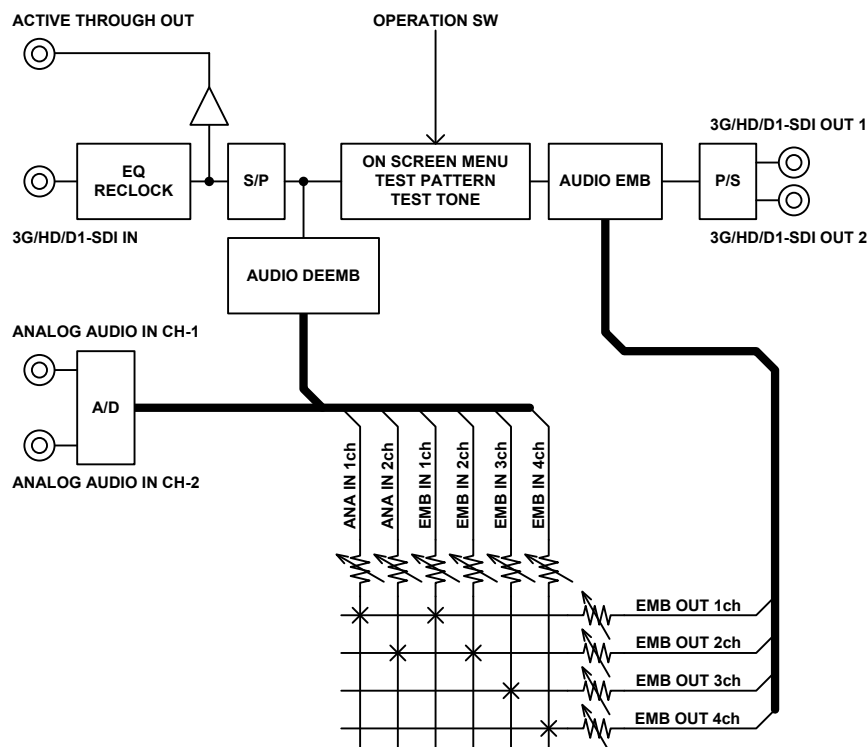 ACTIVE THROUGH OUT
OPERATION SW
EQ
RECLOCK
S/P
ON SCREEN MENU
TEST PATTERN
TEST TONE
AUDIO EMB
P/S
3G/HD/D1-SDI OUT 1
3G/HD/D1-SDI IN
3G/HD/D1-SDI OUT 2
AUDIO DEEMB
ANALOG AUDIO IN CH-1
A/D
ANALOG AUDIO IN CH-2
ANA IN 1ch
ANA IN 2ch
EMB IN 1ch
EMB IN 2ch
EMB IN 3ch
EMB IN 4ch
EMB OUT 1ch
EMB OUT 2ch
EMB OUT 3ch
EMB OUT 4ch